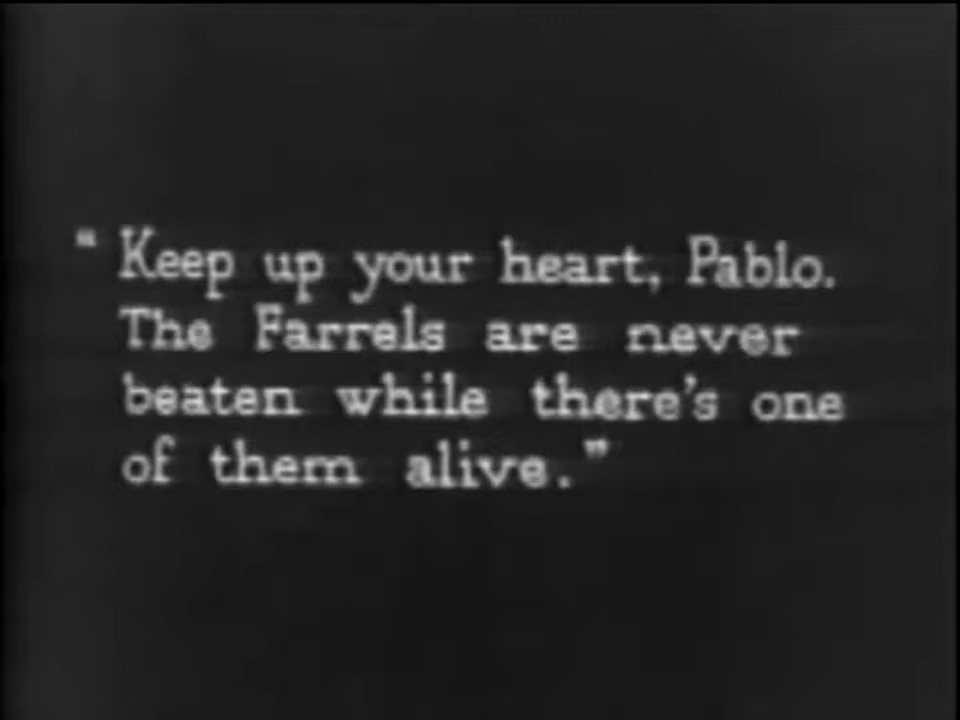 “Keep up your heart, Pablo.
The Farrels are never
beaten while there’s one
of them alive.”